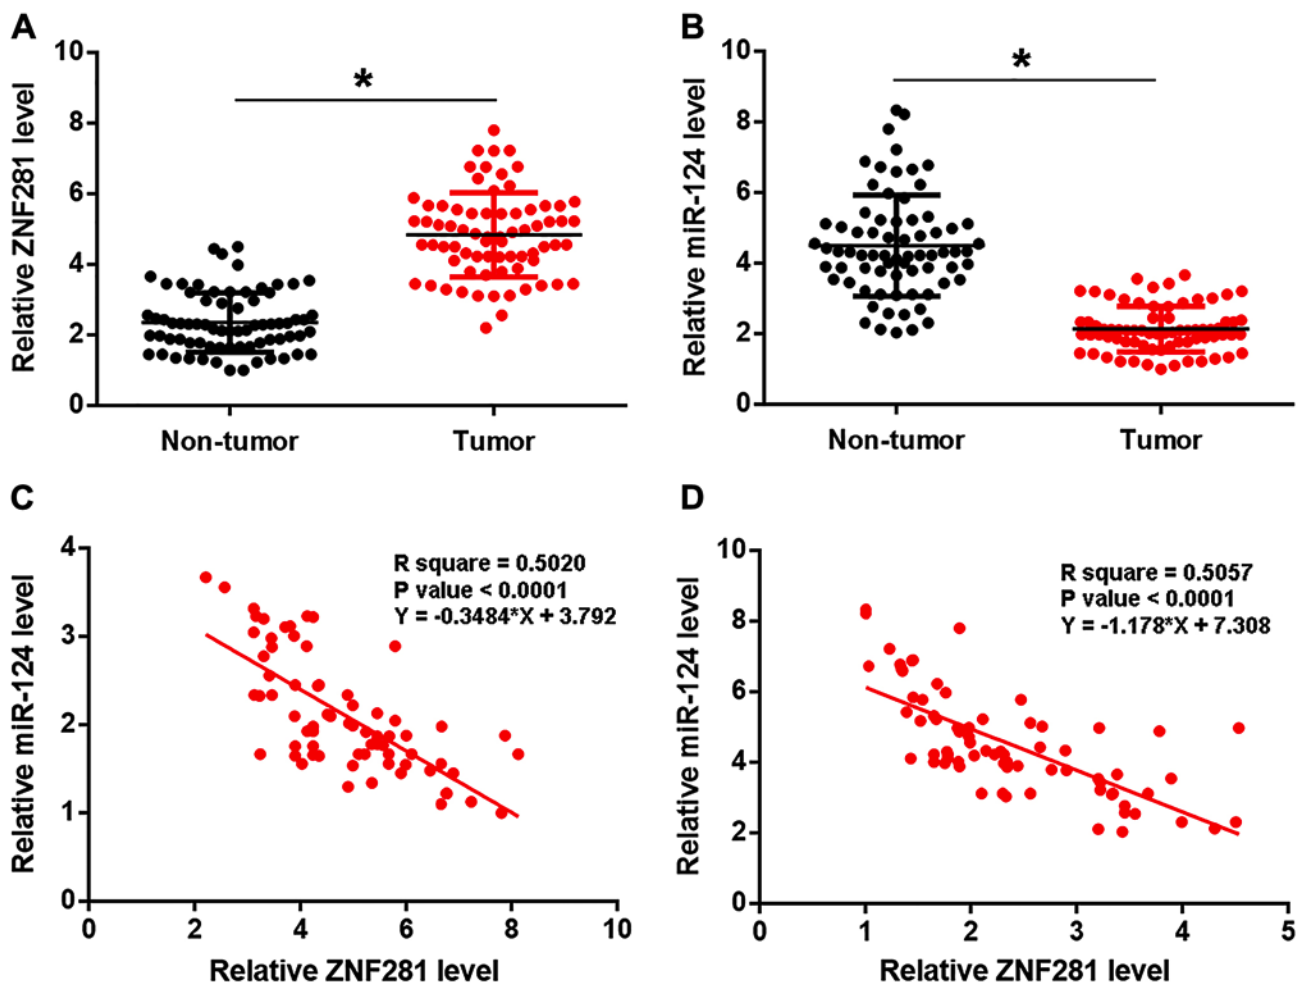 A
Relative ZNF281 level
10
8
6
4
2
0
*
Non-tumor
Tumor
B
Relative miR-124 level
10
8
6
4
2
0
*
Non-tumor
Tumor
C
Relative miR-124 level
4
3
2
1
0
R square = 0.5020
P value < 0.0001
Y = -0.3484*X + 3.792
0 2 4 6 8 10
Relative ZNF281 level
D
Relative miR-124 level
10
8
6
4
2
0
R square = 0.5057
P value < 0.0001
Y = -1.178*X + 7.308
0 1 2 3 4 5
Relative ZNF281 level